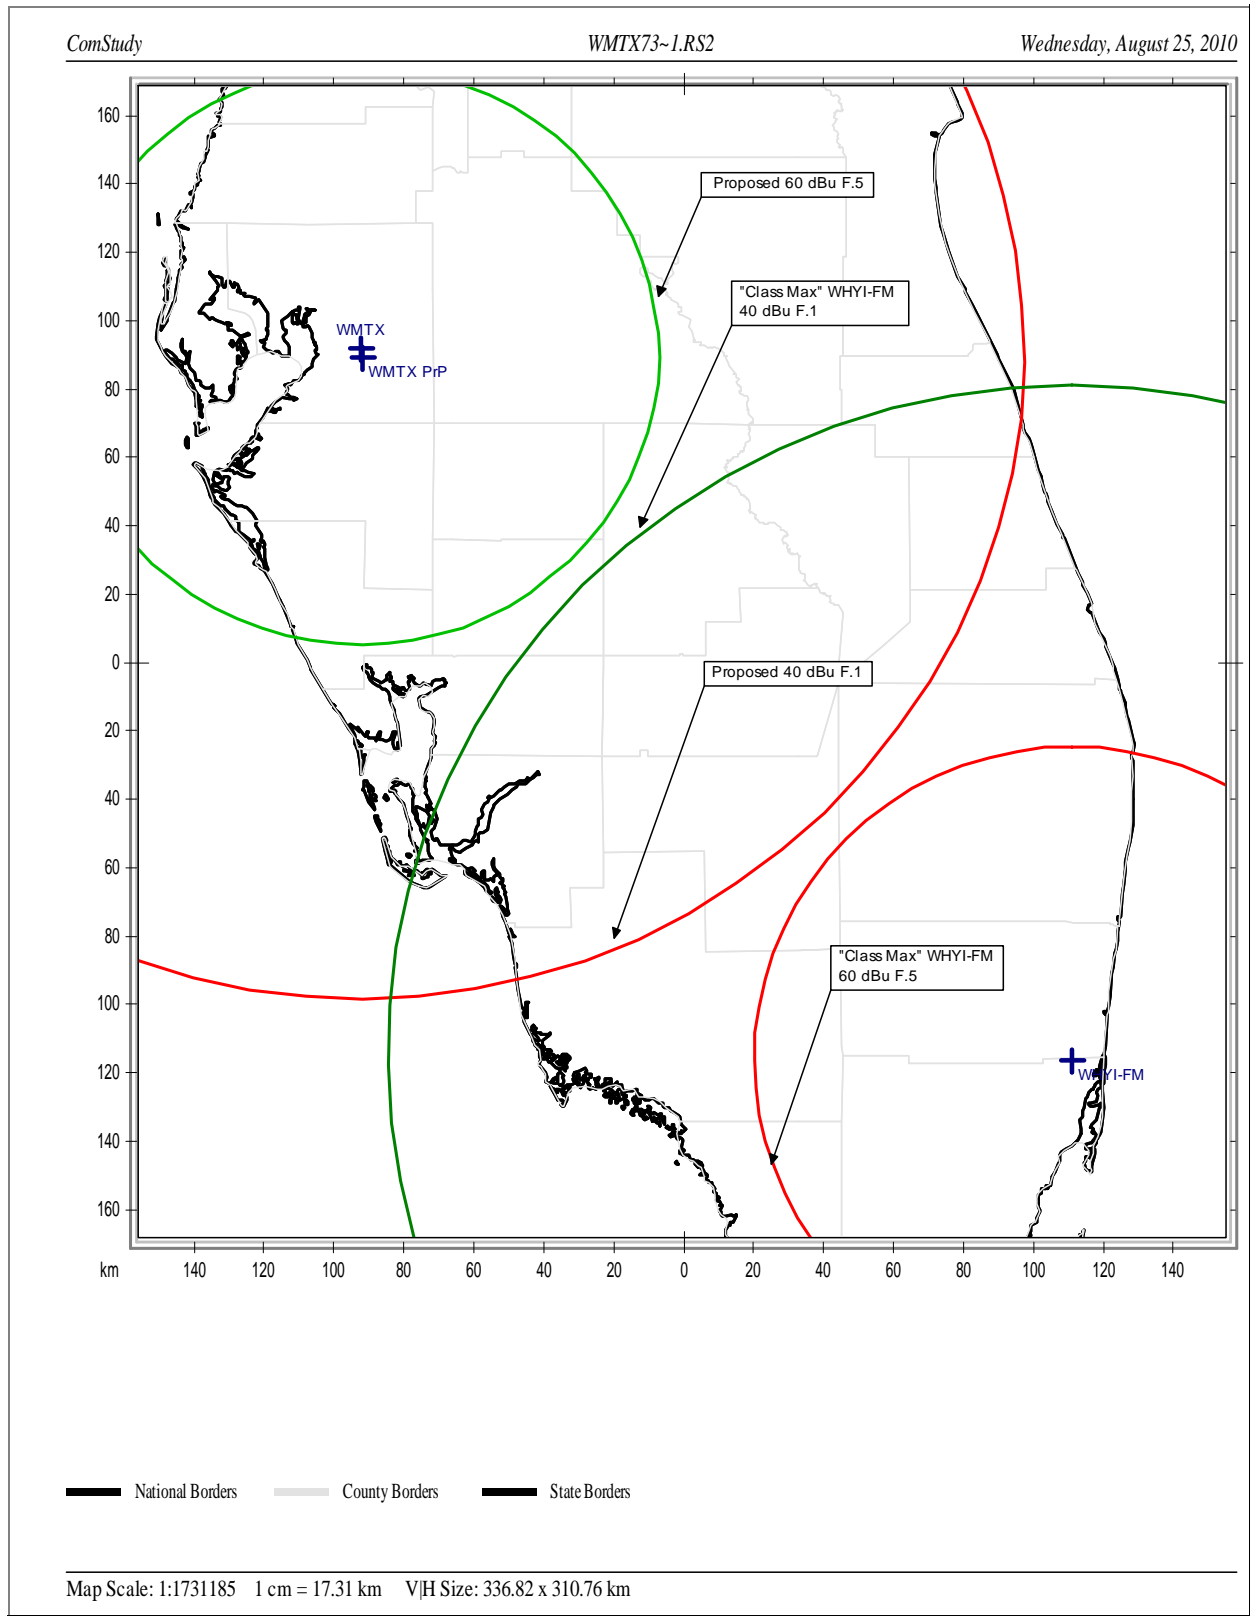 ComStudy WMTX73~1.RS2 Wednesday, August 25, 2010
160
140
120
100
80
60
40
20
0
20
40
60
80
100
120
140
160
Proposed 60 dBu F.5
"Class Max" WHYI-FM
40 dBu F.1
WMTX
WMTX PrP
Proposed 40 dBu F.1
"Class Max" WHYI-FM
60 dBu F.5
WHYI-FM
km 140 120 100 80 60 40 20 0 20 40 60 80 100 120 140
National Borders County Borders State Borders
Map Scale: 1:1731185 1 cm = 17.31 km V|H Size: 336.82 x 310.76 km